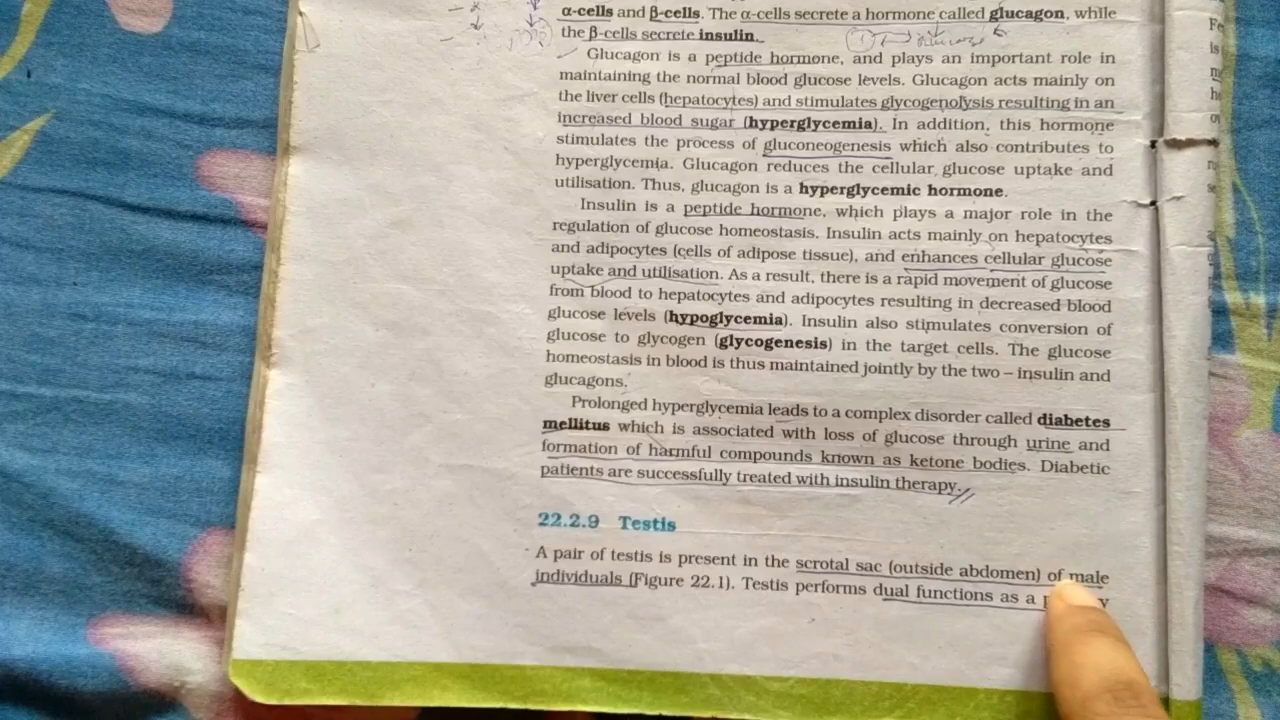 α-cells and β-cells. The α-cells secrete a hormone called glucagon, while
the β-cells secrete insulin.
Glucagon is a peptide hormone, and plays an important role in
maintaining the normal blood glucose levels. Glucagon acts mainly on
the liver cells (hepatocytes) and stimulates glycogenolysis resulting in an
increased blood sugar (hyperglycemia). In addition, this hormone
stimulates the process of gluconeogenesis which also contributes to
hyperglycemia. Glucagon reduces the cellular glucose uptake and
utilisation. Thus, glucagon is a hyperglycemic hormone.
Insulin is a peptide hormone, which plays a major role in the
regulation of glucose homeostasis. Insulin acts mainly on hepatocytes
and adipocytes (cells of adipose tissue), and enhances cellular glucose
uptake and utilisation. As a result, there is a rapid movement of glucose
from blood to hepatocytes and adipocytes resulting in decreased blood
glucose levels (hypoglycemia). Insulin also stimulates conversion of
glucose to glycogen (glycogenesis) in the target cells. The glucose
homeostasis in blood is thus maintained jointly by the two – insulin and
glucagons.
Prolonged hyperglycemia leads to a complex disorder called diabetes
mellitus which is associated with loss of glucose through urine and
formation of harmful compounds known as ketone bodies. Diabetic
patients are successfully treated with insulin therapy.
22.2.9 Testis
A pair of testis is present in the scrotal sac (outside abdomen) of male
individuals (Figure 22.1). Testis performs dual functions as a